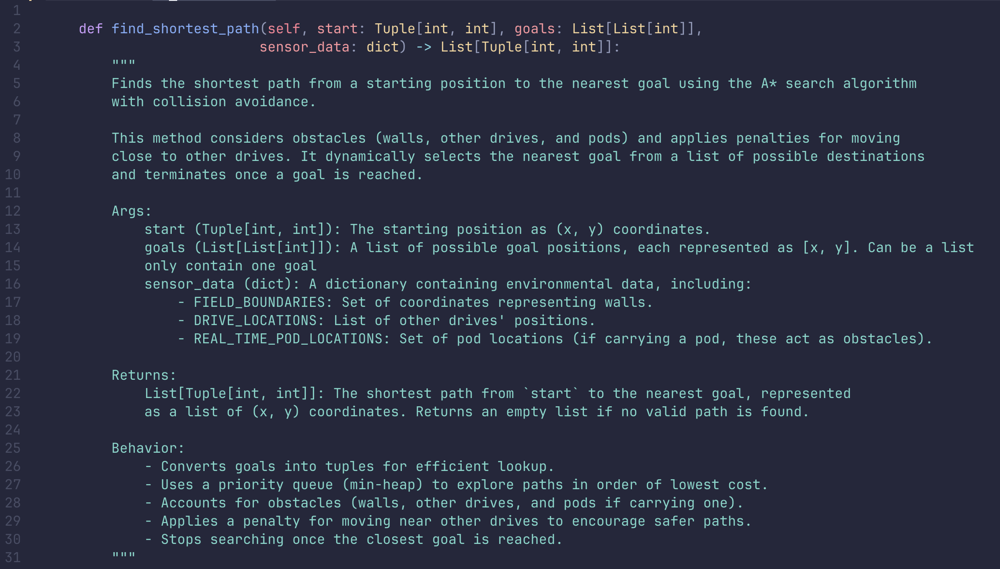 1
2 def find_shortest_path(self, start: Tuple[int, int], goals: List[List[int]],
3 sensor_data: dict) -> List[Tuple[int, int]]:
4 """
5 Finds the shortest path from a starting position to the nearest goal using the A* search algorithm
6 with collision avoidance.
7
8 This method considers obstacles (walls, other drives, and pods) and applies penalties for moving
9 close to other drives. It dynamically selects the nearest goal from a list of possible destinations
10 and terminates once a goal is reached.
11
12 Args:
13 start (Tuple[int, int]): The starting position as (x, y) coordinates.
14 goals (List[List[int]]): A list of possible goal positions, each represented as [x, y]. Can be a list
15 only contain one goal
16 sensor_data (dict): A dictionary containing environmental data, including:
17 - FIELD_BOUNDARIES: Set of coordinates representing walls.
18 - DRIVE_LOCATIONS: List of other drives' positions.
19 - REAL_TIME_POD_LOCATIONS: Set of pod locations (if carrying a pod, these act as obstacles).
20
21 Returns:
22 List[Tuple[int, int]]: The shortest path from `start` to the nearest goal, represented
23 as a list of (x, y) coordinates. Returns an empty list if no valid path is found.
24
25 Behavior:
26 - Converts goals into tuples for efficient lookup.
27 - Uses a priority queue (min-heap) to explore paths in order of lowest cost.
28 - Accounts for obstacles (walls, other drives, and pods if carrying one).
29 - Applies a penalty for moving near other drives to encourage safer paths.
30 - Stops searching once the closest goal is reached.
31 """